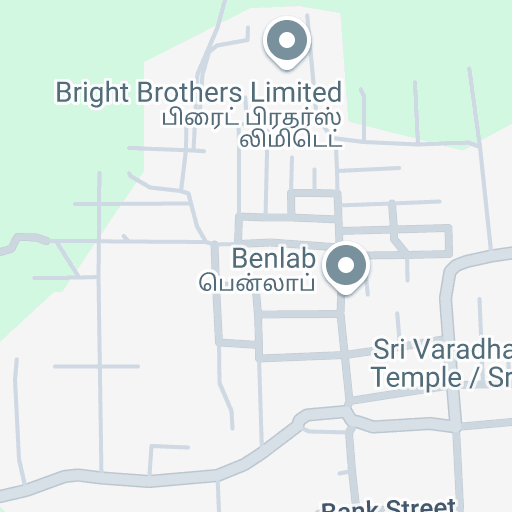 Bright Brothers Limited
பிரைட் பிரதர்ஸ்
லிமிடெட்
Benlab
பென்லாப்
Sri Varadha
Temple / Sr
Bank Street